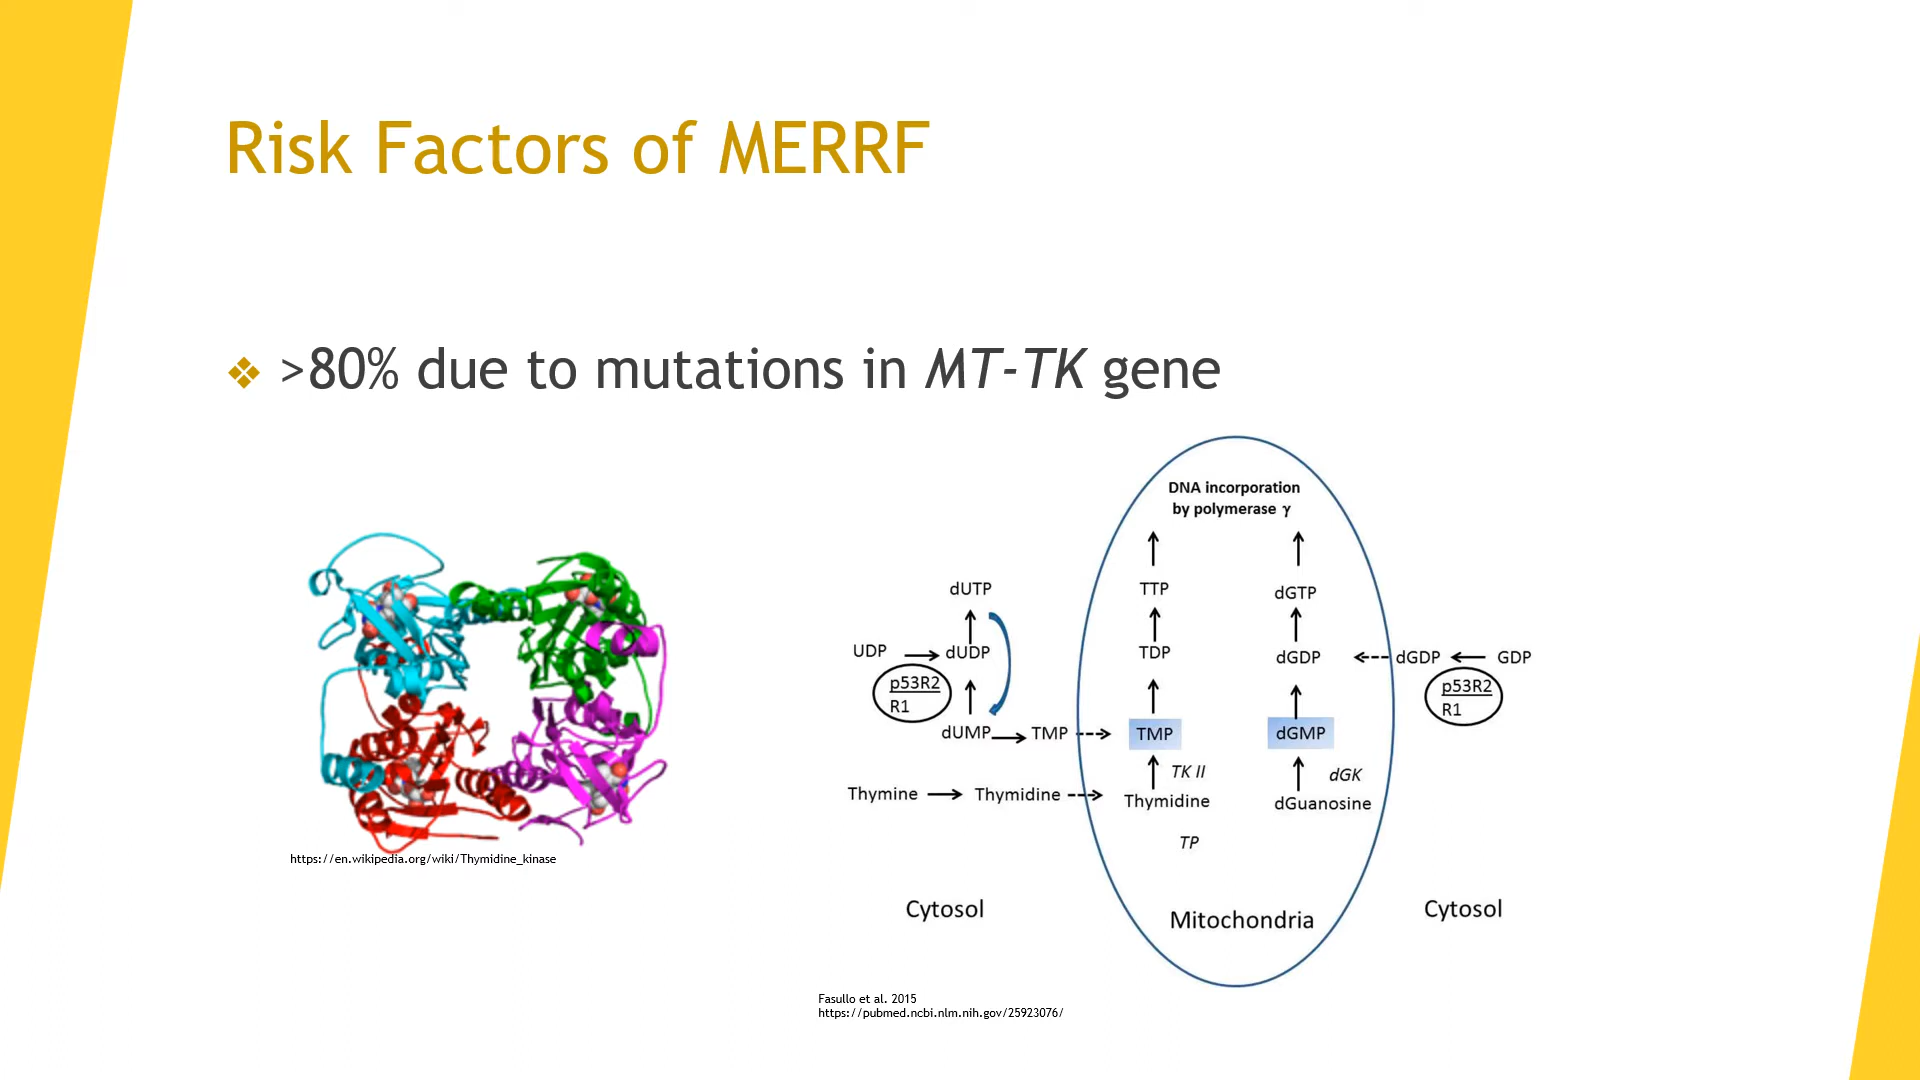 Risk Factors of MERRF
❖ >80% due to mutations in MT-TK gene
https://en.wikipedia.org/wiki/Thymidine_kinase
DNA incorporation
by polymerase γ
dUTP
TTP
dGTP
UDP
dUDP
TDP
dGDP
dGDP
GDP
p53R2
R1
p53R2
R1
dUMP
TMP
TMP
dGMP
TK II
dGK
Thymine
Thymidine
Thymidine
dGuanosine
TP
Cytosol
Mitochondria
Cytosol
Fasullo et al. 2015
https://pubmed.ncbi.nlm.nih.gov/25923076/